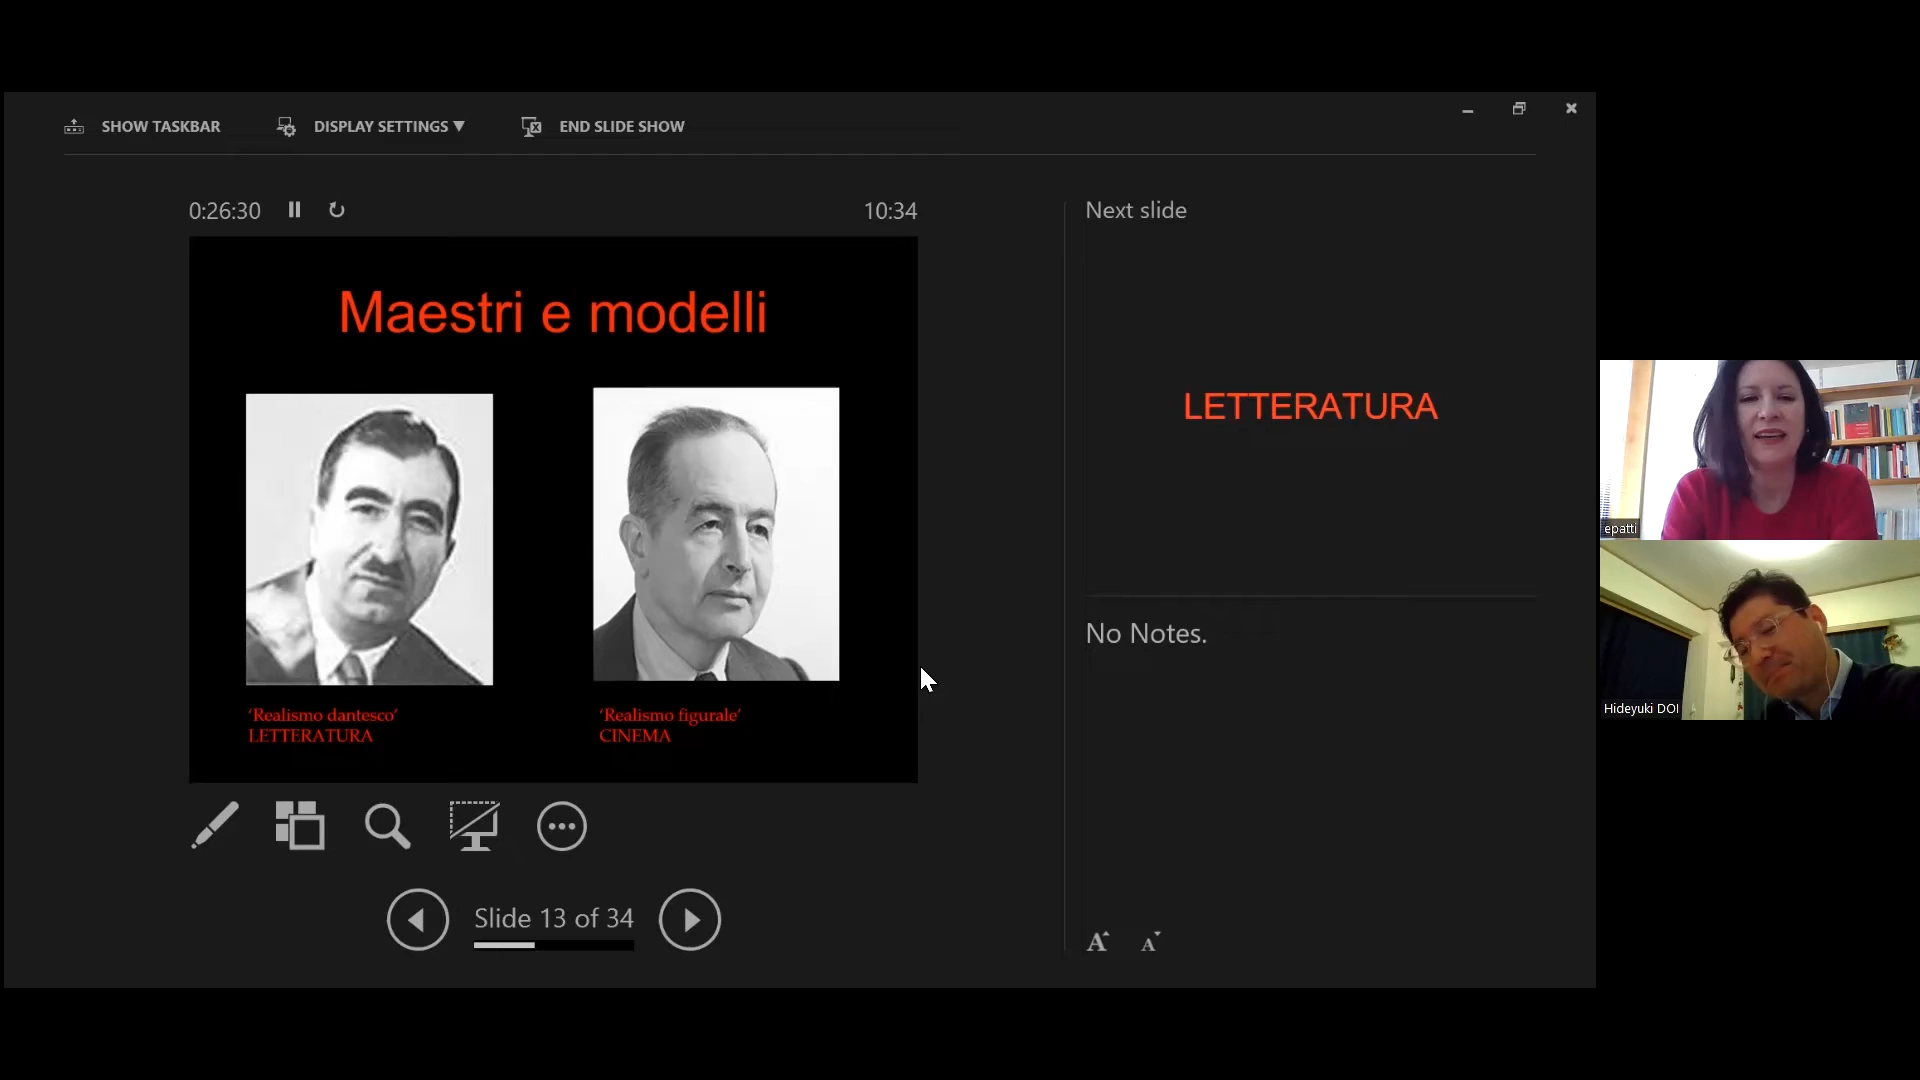 SHOW TASKBAR
DISPLAY SETTINGS ▼
END SLIDE SHOW
0:26:30
10:34
Maestri e modelli
‘Realismo dantesco’
LETTERATURA
‘Realismo figurale’
CINEMA
Slide 13 of 34
Next slide
LETTERATURA
No Notes.
A A
epatti
Hideyuki DOI